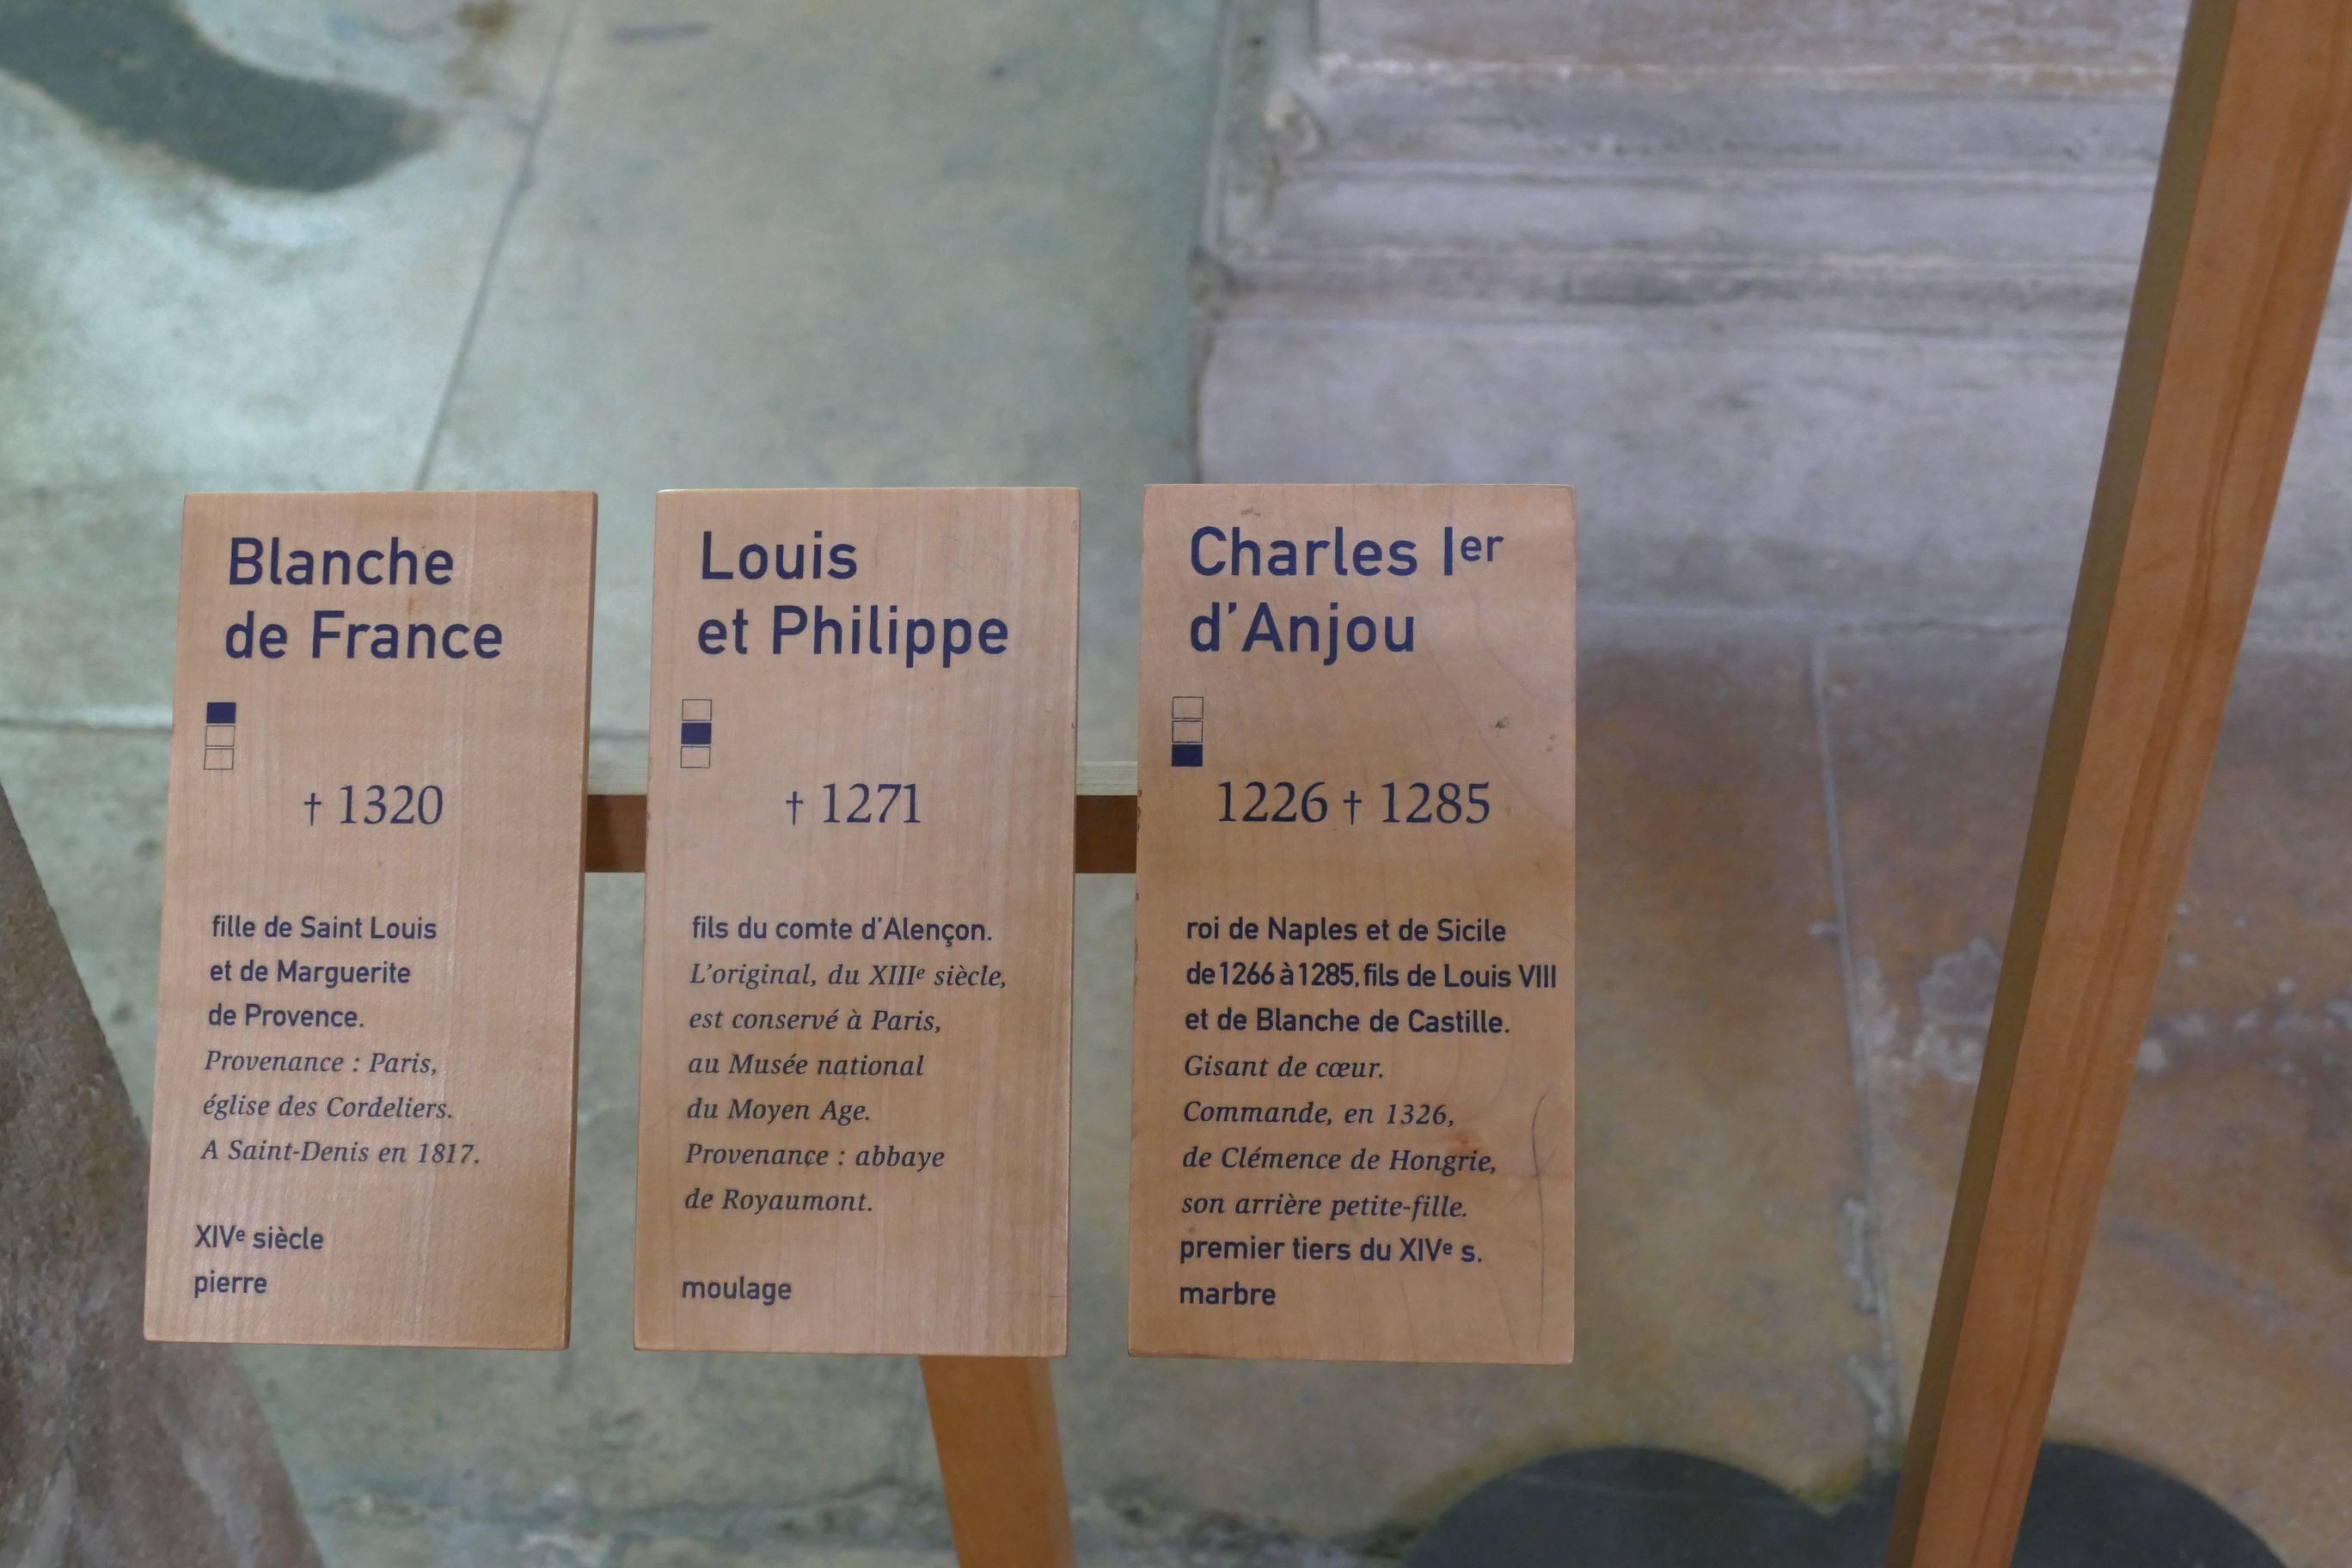 Blanche
de France
† 1320
fille de Saint Louis
et de Marguerite
de Provence.
Provenance : Paris,
église des Cordeliers.
A Saint-Denis en 1817.
XIVe siècle
pierre
Louis
et Philippe
† 1271
fils du comte d'Alençon.
L'original, du XIIIe siècle,
est conservé à Paris,
au Musée national
du Moyen Age.
Provenance : abbaye
de Royaumont.
moulage
Charles Ier
d'Anjou
1226 † 1285
roi de Naples et de Sicile
de 1266 à 1285, fils de Louis VIII
et de Blanche de Castille.
Gisant de cœur.
Commande, en 1326,
de Clémence de Hongrie,
son arrière petite-fille.
premier tiers du XIVe s.
marbre